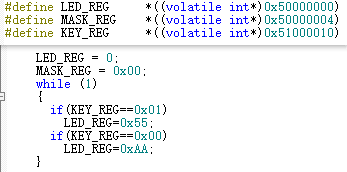 #define LED_REG *((volatile int*)0x50000000)
#define MASK_REG *((volatile int*)0x50000004)
#define KEY_REG *((volatile int*)0x51000010)
LED_REG = 0;
MASK_REG = 0x00;
while (1)
{
if(KEY_REG==0x01)
LED_REG=0x55;
if(KEY_REG==0x00)
LED_REG=0xAA;
}